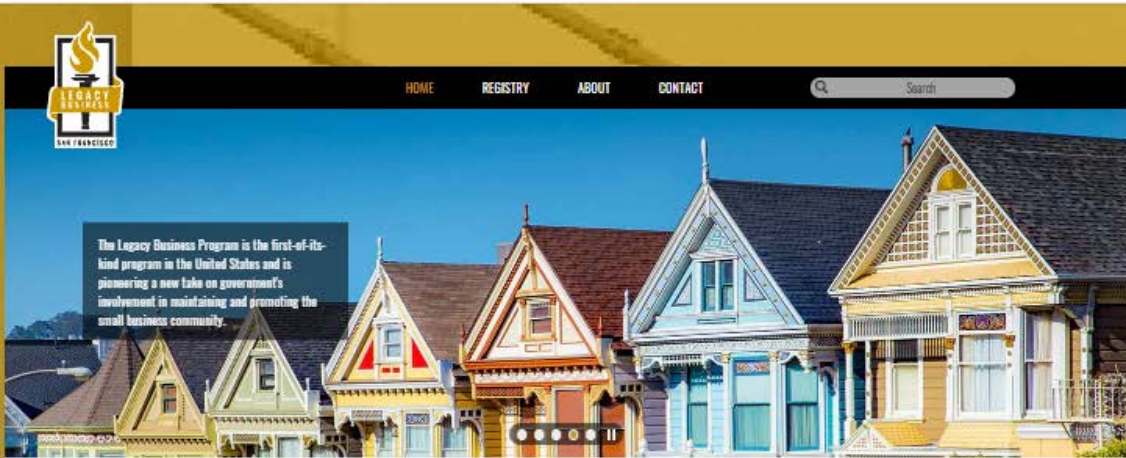 LEGACY
BUSINESS
SAN FRANCISCO
HOME REGISTRY ABOUT CONTACT Search
The Legacy Business Program is the first-of-its-
kind program in the United States and is
pioneering a new take on government's
involvement in maintaining and promoting the
small business community.